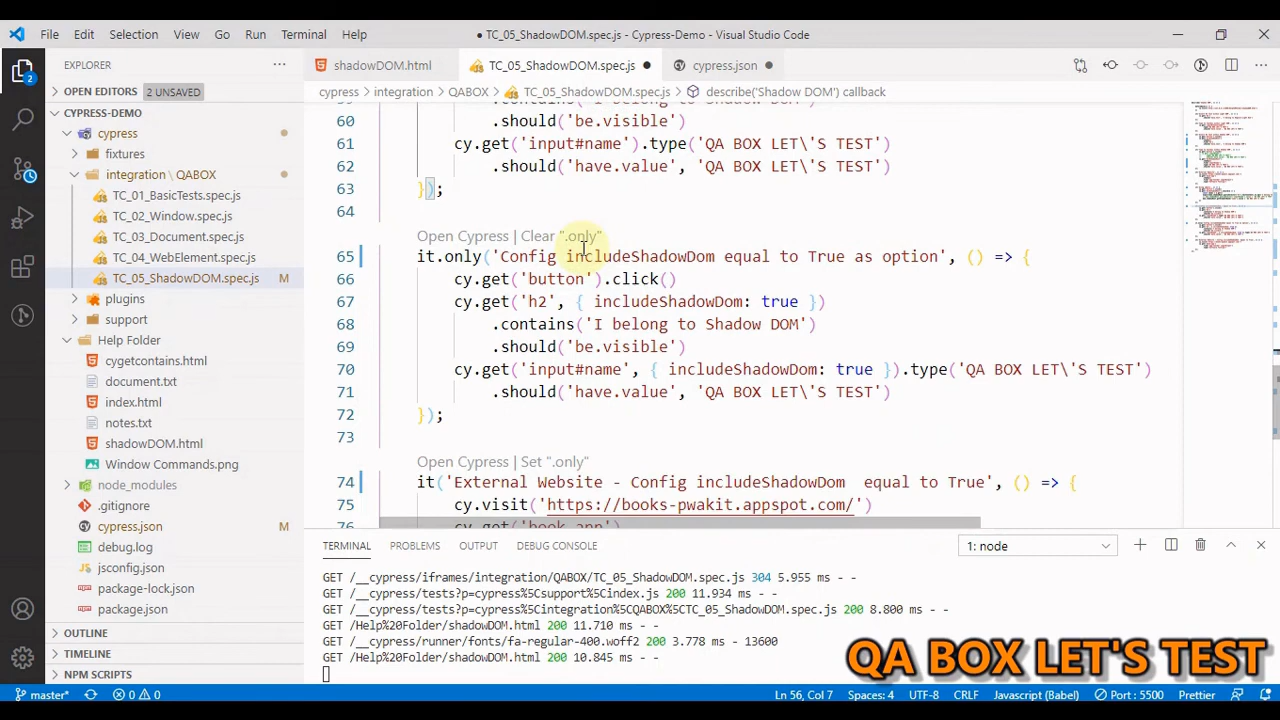 File Edit Selection View Go Run Terminal Help
● TC_05_ShadowDOM.spec.js - Cypress-Demo - Visual Studio Code
EXPLORER
OPEN EDITORS 2 UNSAVED
CYPRESS-DEMO
cypress
fixtures
integration \ QABOX
TC_01_BasicTests.spec.js
TC_02_Window.spec.js
TC_03_Document.spec.js
TC_04_WebElement.spec.js
TC_05_ShadowDOM.spec.js
plugins
support
Help Folder
cygetcontains.html
document.txt
index.html
notes.txt
shadowDOM.html
Window Commands.png
node_modules
.gitignore
cypress.json M
debug.log
jsconfig.json
package-lock.json
package.json
OUTLINE
TIMELINE
NPM SCRIPTS
shadowDOM.html TC_05_ShadowDOM.spec.js cypress.json
cypress > integration > QABOX > TC_05_ShadowDOM.spec.js > describe('Shadow DOM') callback
59 .contains('I belong to Shadow DOM')
60 .should('be.visible')
61 cy.get('input#name').type('QA BOX LET\'S TEST')
62 .should('have.value', 'QA BOX LET\'S TEST')
63 });
64
Open Cypress | Clear ".only"
65 it.only('Config includeShadowDom equal to True as option', () => {
66 cy.get('button').click()
67 cy.get('h2', { includeShadowDom: true })
68 .contains('I belong to Shadow DOM')
69 .should('be.visible')
70 cy.get('input#name', { includeShadowDom: true }).type('QA BOX LET\'S TEST')
71 .should('have.value', 'QA BOX LET\'S TEST')
72 });
73
Open Cypress | Set ".only"
74 it('External Website - Config includeShadowDom  equal to True', () => {
75 cy.visit('https://books-pwakit.appspot.com/')
76 cy.get('book-app')
TERMINAL PROBLEMS OUTPUT DEBUG CONSOLE 1: node
GET /__cypress/iframes/integration/QABOX/TC_05_ShadowDOM.spec.js 304 5.955 ms - -
GET /__cypress/tests?p=cypress%5Csupport%5Cindex.js 200 11.934 ms - -
GET /__cypress/tests?p=cypress%5Cintegration%5CQABOX%5CTC_05_ShadowDOM.spec.js 200 8.800 ms - -
GET /Help%20Folder/shadowDOM.html 200 11.710 ms - -
GET /__cypress/runner/fonts/fa-regular-400.woff2 200 3.778 ms - 13600
GET /Help%20Folder/shadowDOM.html 200 10.845 ms - -
QA BOX LET'S TEST
master* 0 0 Ln 56, Col 7 Spaces: 4 UTF-8 CRLF Javascript (Babel) Port : 5500 Prettier